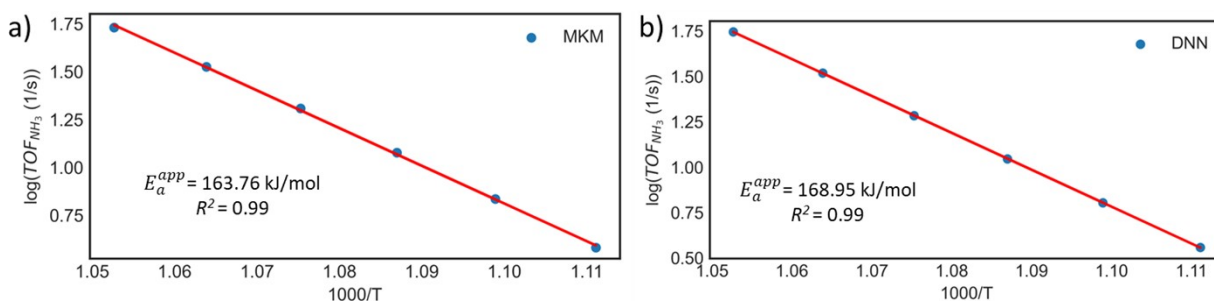 a)
MKM
log(TOF_{NH_3} (1/s))
1.75
1.50
1.25
1.00
0.75
E_a^{app} = 163.76 kJ/mol
R^2 = 0.99
1.05 1.06 1.07 1.08 1.09 1.10 1.11
1000/T
b)
DNN
log(TOF_{NH_3} (1/s))
1.75
1.50
1.25
1.00
0.75
0.50
E_a^{app} = 168.95 kJ/mol
R^2 = 0.99
1.05 1.06 1.07 1.08 1.09 1.10 1.11
1000/T